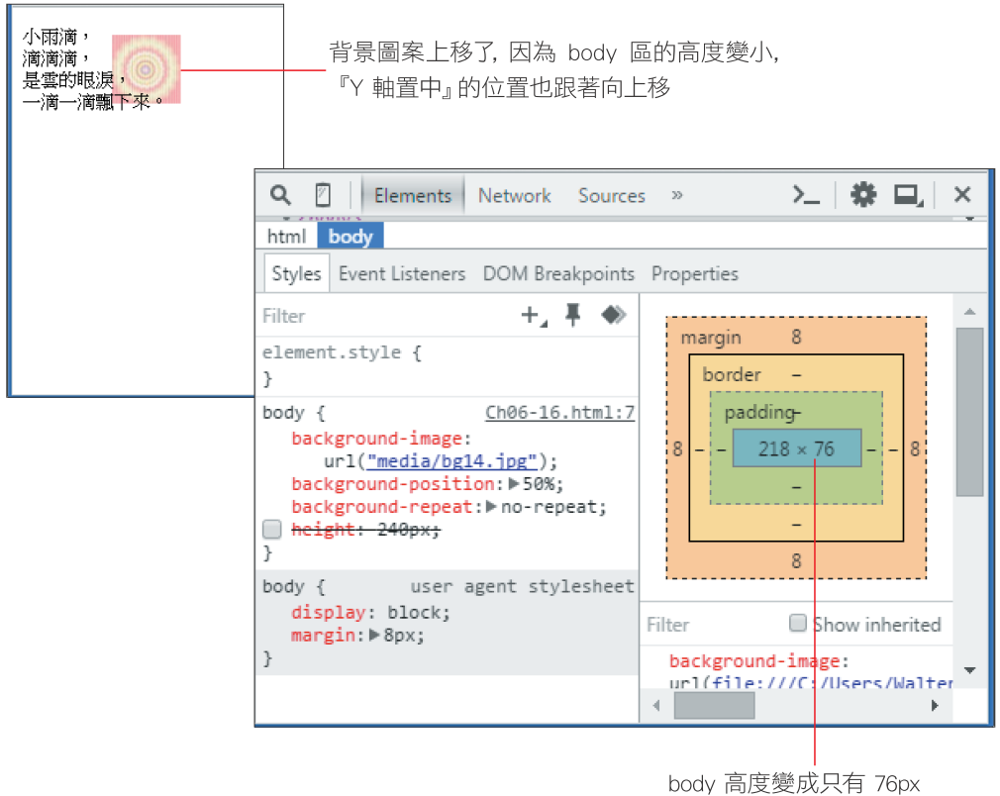 小雨滴，
滴滴滴，
是雲的眼淚，
一滴一滴飄下來。
背景圖案上移了, 因為 body 區的高度變小,
『Y 軸置中』的位置也跟著向上移
Elements Network Sources »
html body
Styles Event Listeners DOM Breakpoints Properties
Filter
element.style {
}
body { Ch06-16.html:7
background-image:
url("media/bg14.jpg");
background-position:▶50%;
background-repeat:▶no-repeat;
height: 240px;
}
body { user agent stylesheet
display: block;
margin:▶8px;
}
margin 8
border –
padding –
8 – – 218 × 76 – – 8
–
–
8
Filter Show inherited
background-image:
url(file:///C:/Users/Walter
body 高度變成只有 76px